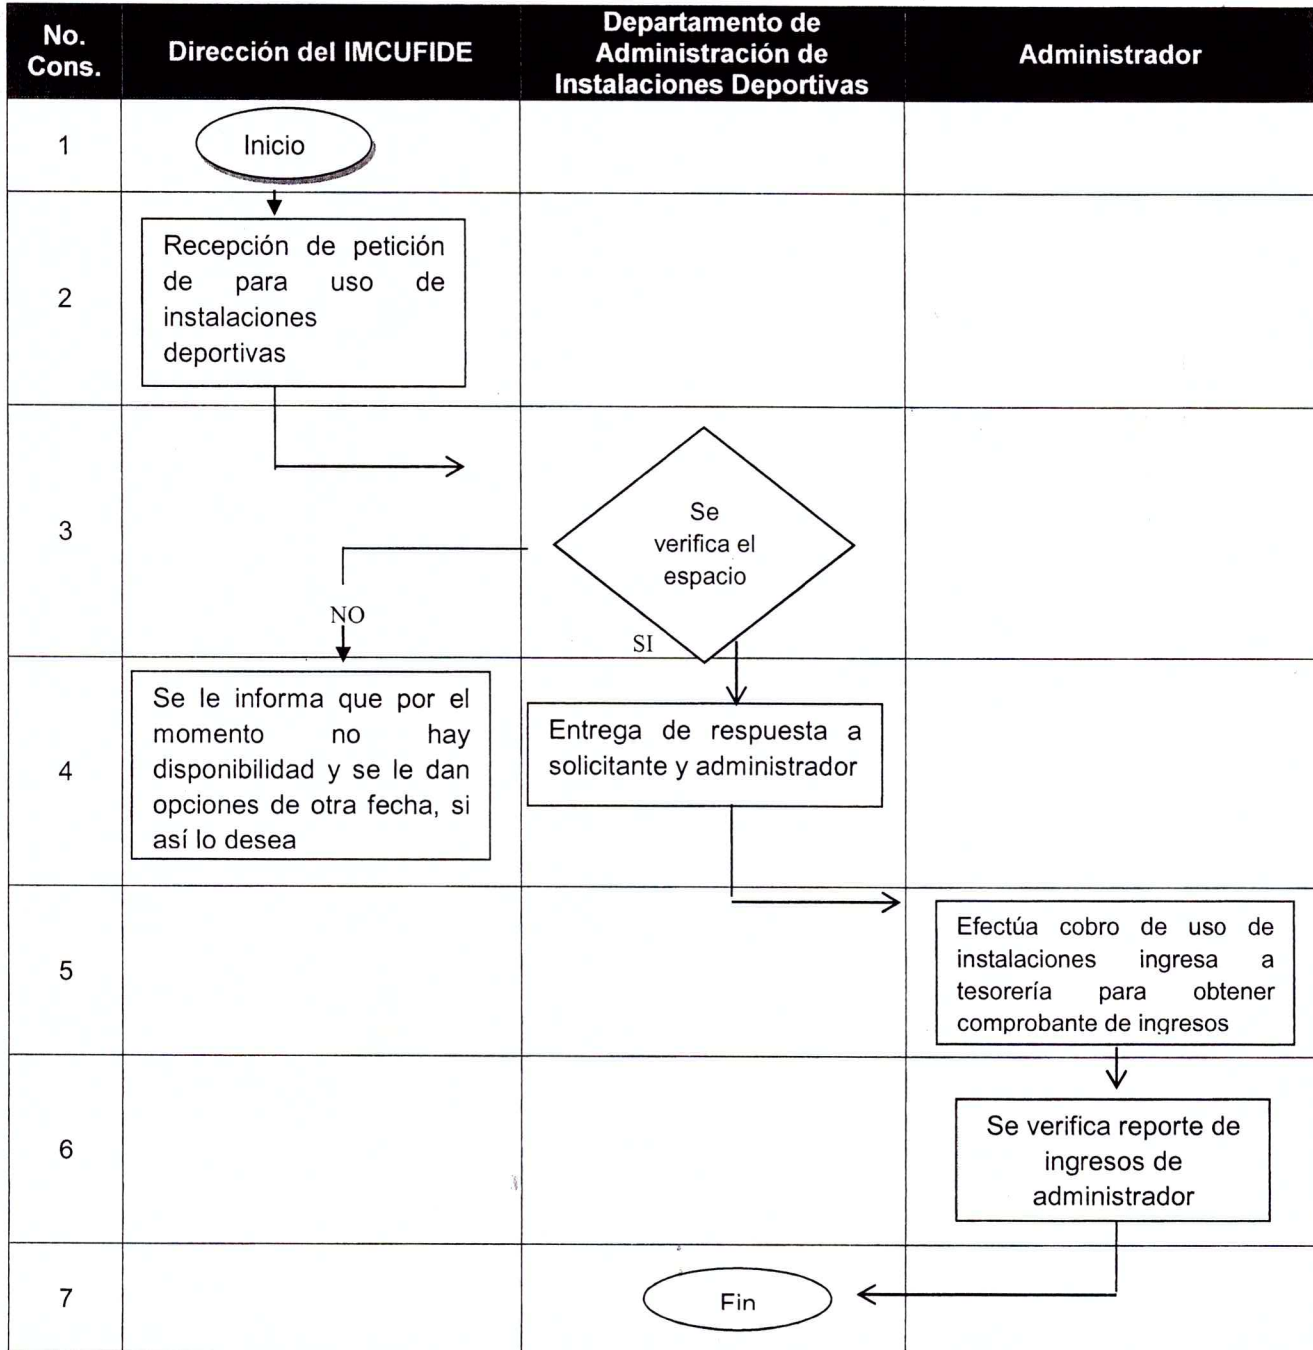 No.
Cons.
Dirección del IMCUFIDE
Departamento de
Administración de
Instalaciones Deportivas
Administrador
1
Inicio
2
Recepción de petición
de para uso de
instalaciones
deportivas
3
Se
verifica el
espacio
NO
SI
4
Se le informa que por el
momento no hay
disponibilidad y se le dan
opciones de otra fecha, si
así lo desea
Entrega de respuesta a
solicitante y administrador
5
Efectúa cobro de uso de
instalaciones ingresa a
tesorería para obtener
comprobante de ingresos
6
Se verifica reporte de
ingresos de
administrador
7
Fin